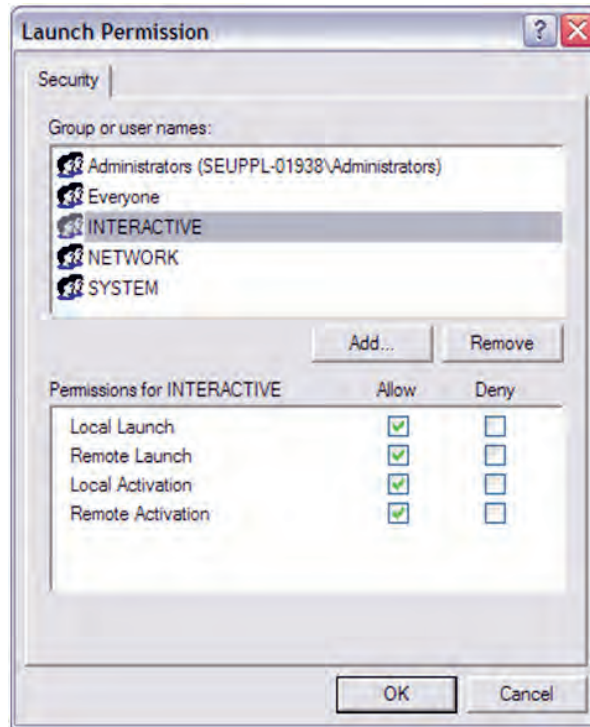 Launch Permission
Security
Group or user names:
Administrators (SEUPPL-01938\Administrators)
Everyone
INTERACTIVE
NETWORK
SYSTEM
Add... Remove
Permissions for INTERACTIVE Allow Deny
Local Launch
Remote Launch
Local Activation
Remote Activation
OK Cancel